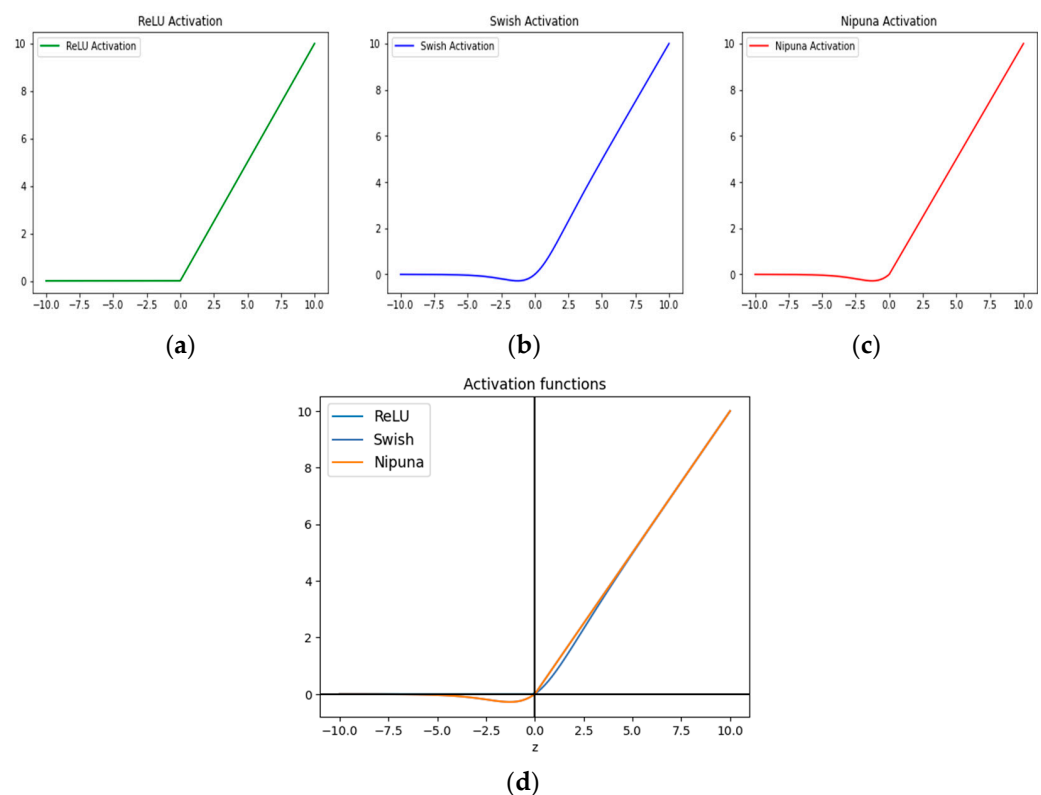 ReLU Activation
Swish Activation
Nipuna Activation
ReLU Activation
Swish Activation
Nipuna Activation
10
8
6
4
2
0
−10.0 −7.5 −5.0 −2.5 0.0 2.5 5.0 7.5 10.0
10
8
6
4
2
0
−10.0 −7.5 −5.0 −2.5 0.0 2.5 5.0 7.5 10.0
10
8
6
4
2
0
−10.0 −7.5 −5.0 −2.5 0.0 2.5 5.0 7.5 10.0
(a)
(b)
(c)
Activation functions
ReLU
Swish
Nipuna
10
8
6
4
2
0
−10.0 −7.5 −5.0 −2.5 0.0 2.5 5.0 7.5 10.0
z
(d)